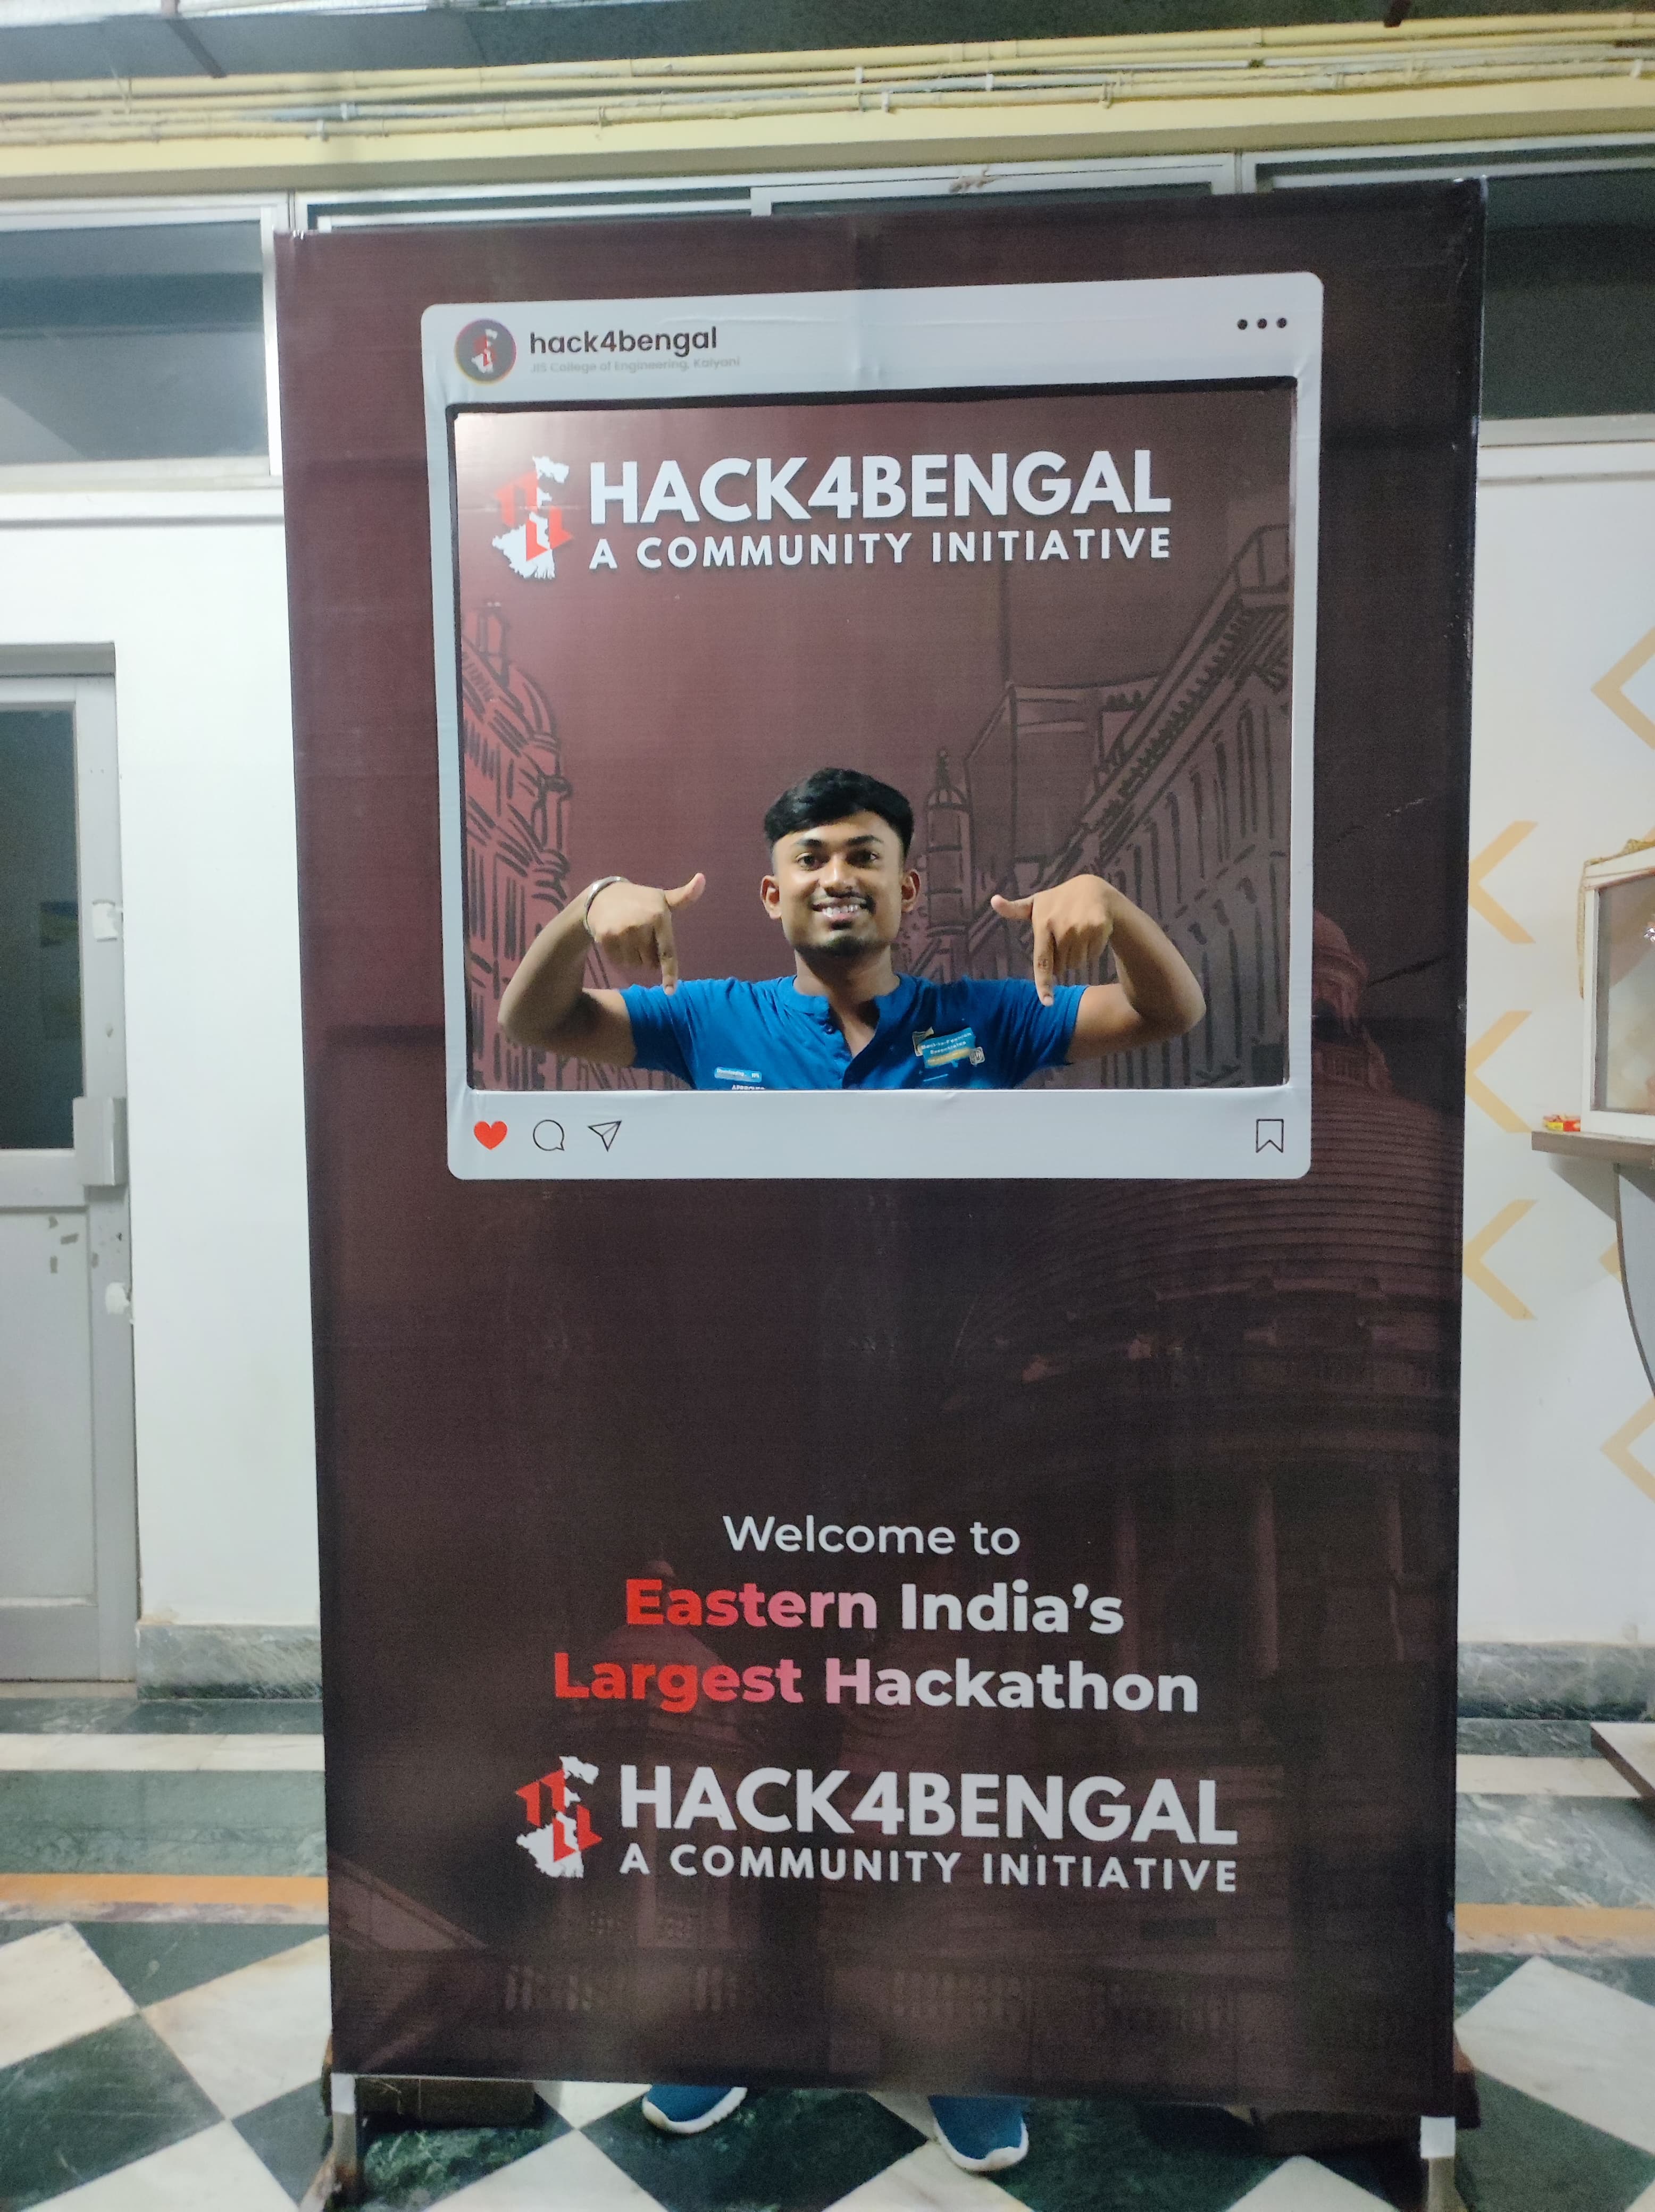 hack4bengal
JIS College of Engineering, Kalyani
HACK4BENGAL
A COMMUNITY INITIATIVE
Welcome to
Eastern India's
Largest Hackathon
HACK4BENGAL
A COMMUNITY INITIATIVE